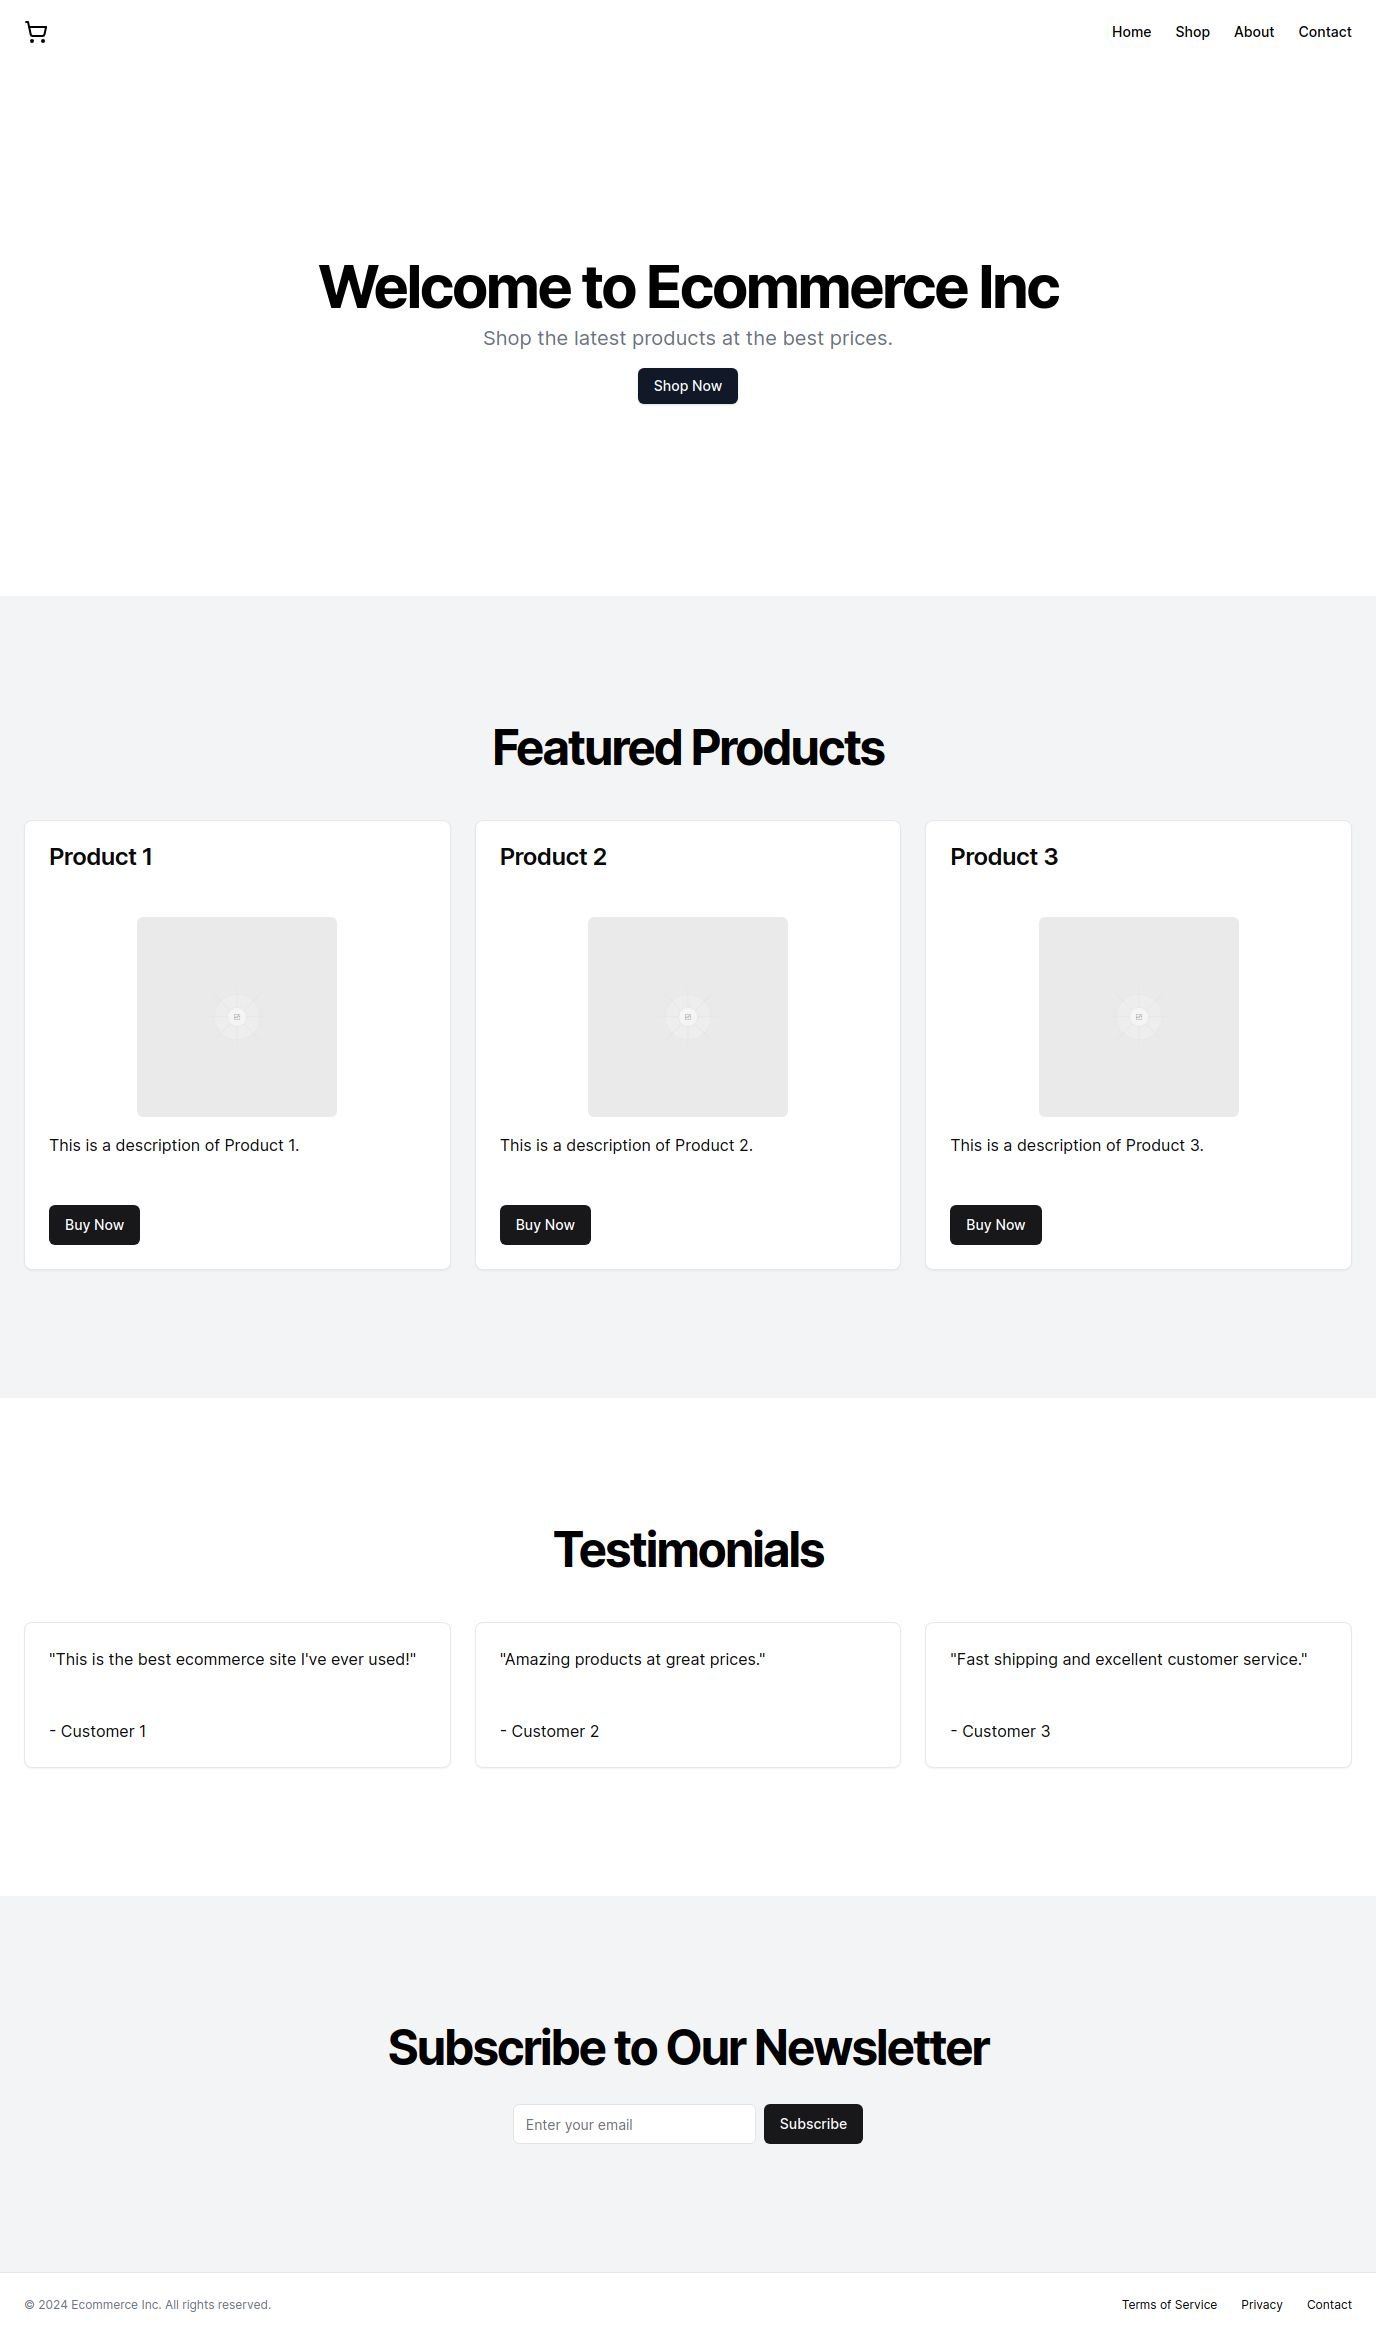 Home Shop About Contact
Welcome to Ecommerce Inc
Shop the latest products at the best prices.
Shop Now
Featured Products
Product 1
This is a description of Product 1.
Buy Now
Product 2
This is a description of Product 2.
Buy Now
Product 3
This is a description of Product 3.
Buy Now
Testimonials
"This is the best ecommerce site I've ever used!"
- Customer 1
"Amazing products at great prices."
- Customer 2
"Fast shipping and excellent customer service."
- Customer 3
Subscribe to Our Newsletter
Enter your email
Subscribe
© 2024 Ecommerce Inc. All rights reserved.
Terms of Service Privacy Contact